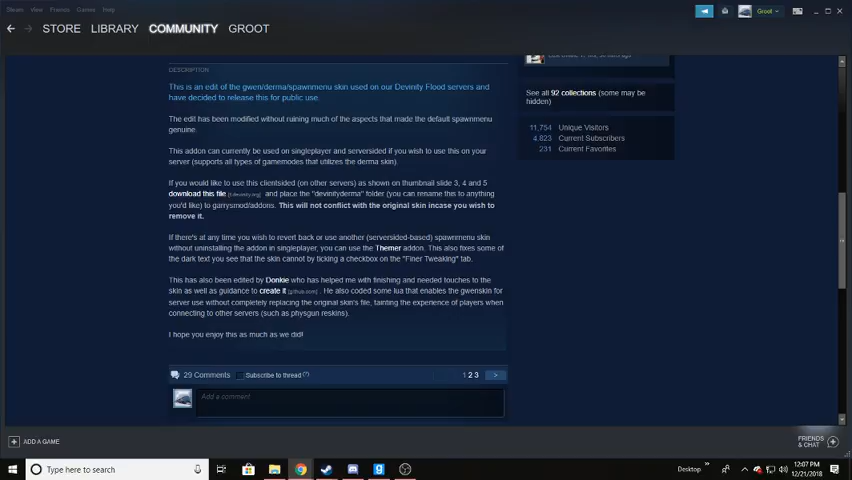 Steam View Friends Games Help
Groot
STORE LIBRARY COMMUNITY GROOT
DESCRIPTION
This is an edit of the gwen/derma/spawnmenu skin used on our Devinity Flood servers and
have decided to release this for public use.
The edit has been modified without ruining much of the aspects that made the default spawnmenu
genuine.
This addon can currently be used on singleplayer and serversided if you wish to use this on your
server (supports all types of gamemodes that utilizes the derma skin).
If you would like to use this clientsided (on other servers) as shown on thumbnail slide 3, 4 and 5
download this file and place the "devinityderma" folder (you can rename this to anything
you'd like) to garrysmod/addons. This will not conflict with the original skin incase you wish to
remove it.
If there's at any time you wish to revert back or use another (serversided-based) spawnmenu skin
without uninstalling the addon in singleplayer, you can use the Themer addon. This also fixes some of
the dark text you see that the skin cannot by ticking a checkbox on the "Finer Tweaking" tab.
This has also been edited by Donkie who has helped me with finishing and needed touches to the
skin as well as guidance to create it [github.com] . He also coded some lua that enables the gwenskin for
server use without completely replacing the original skin's file, tainting the experience of players when
connecting to other servers (such as physgun reskins).
I hope you enjoy this as much as we did!
29 Comments Subscribe to thread (?) 1 2 3 >
Add a comment
See all 92 collections (some may be
hidden)
11,754 Unique Visitors
4,823 Current Subscribers
231 Current Favorites
+ ADD A GAME
FRIENDS
& CHAT
Type here to search
Desktop
12:07 PM
12/21/2018